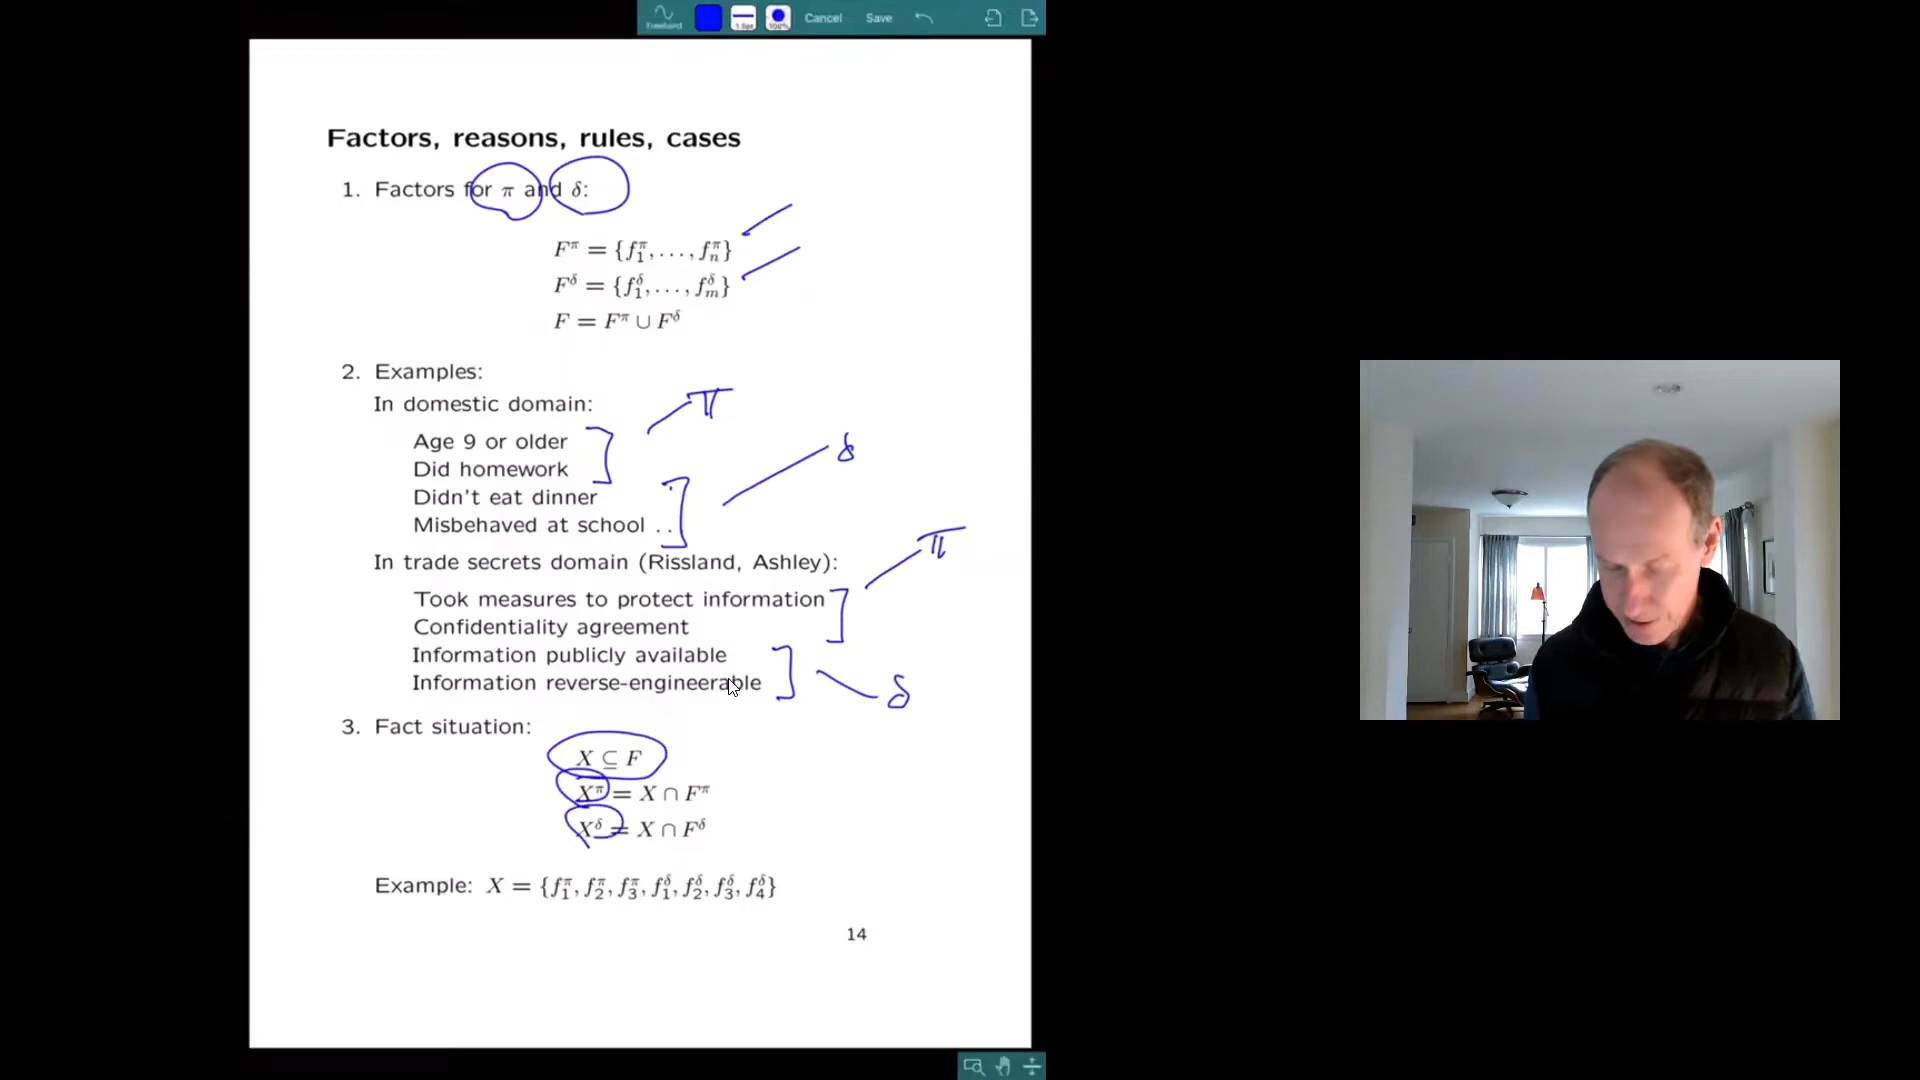 Freehand Cancel Save
Factors, reasons, rules, cases
1. Factors for π and δ:
F^π = {f_1^π, . . . , f_n^π}
F^δ = {f_1^δ, . . . , f_m^δ}
F = F^π ∪ F^δ
2. Examples:
In domestic domain:
π
Age 9 or older
Did homework
δ
Didn't eat dinner
Misbehaved at school ..
π
In trade secrets domain (Rissland, Ashley):
Took measures to protect information
Confidentiality agreement
Information publicly available
Information reverse-engineerable
δ
3. Fact situation:
X ⊆ F
X^π = X ∩ F^π
X^δ = X ∩ F^δ
Example: X = {f_1^π, f_2^π, f_3^π, f_1^δ, f_2^δ, f_3^δ, f_4^δ}
14